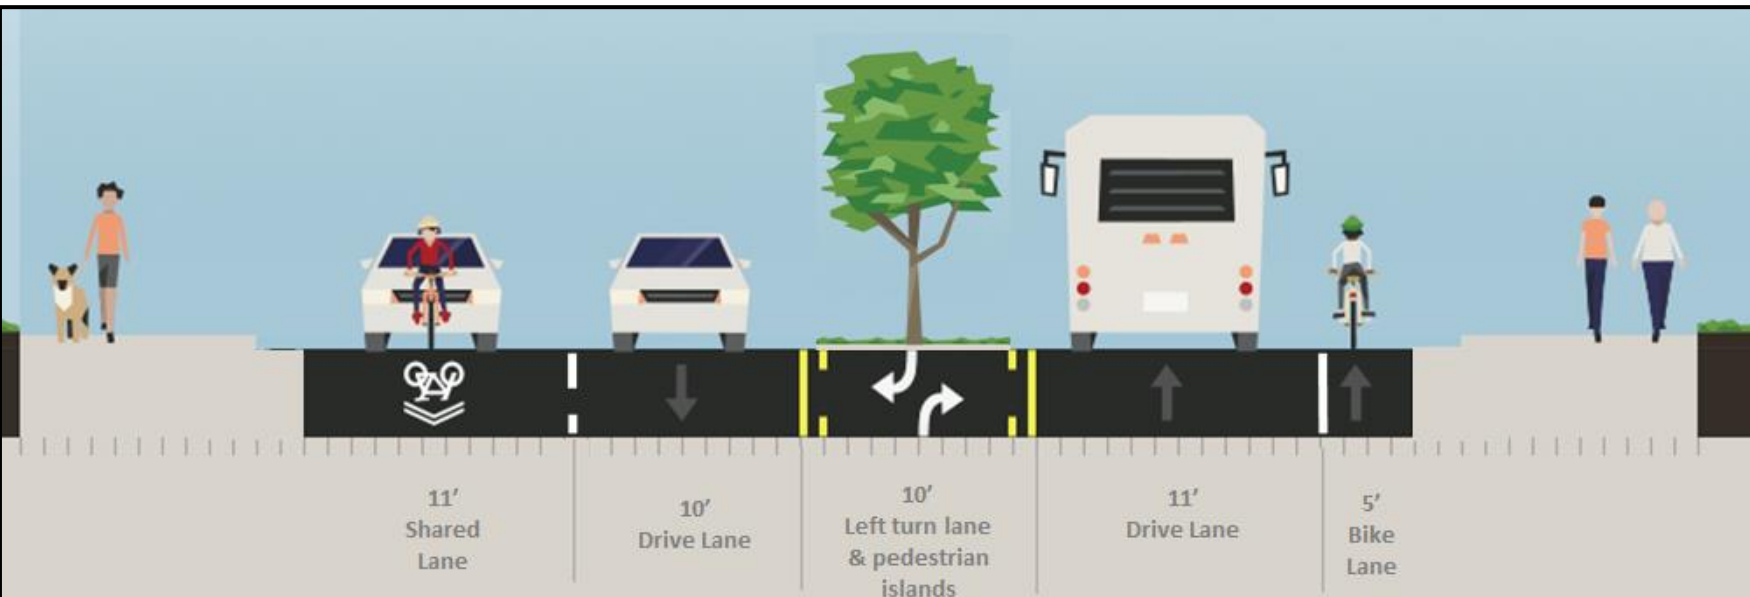 11’
Shared
Lane
10’
Drive Lane
10’
Left turn lane
& pedestrian
islands
11’
Drive Lane
5’
Bike
Lane